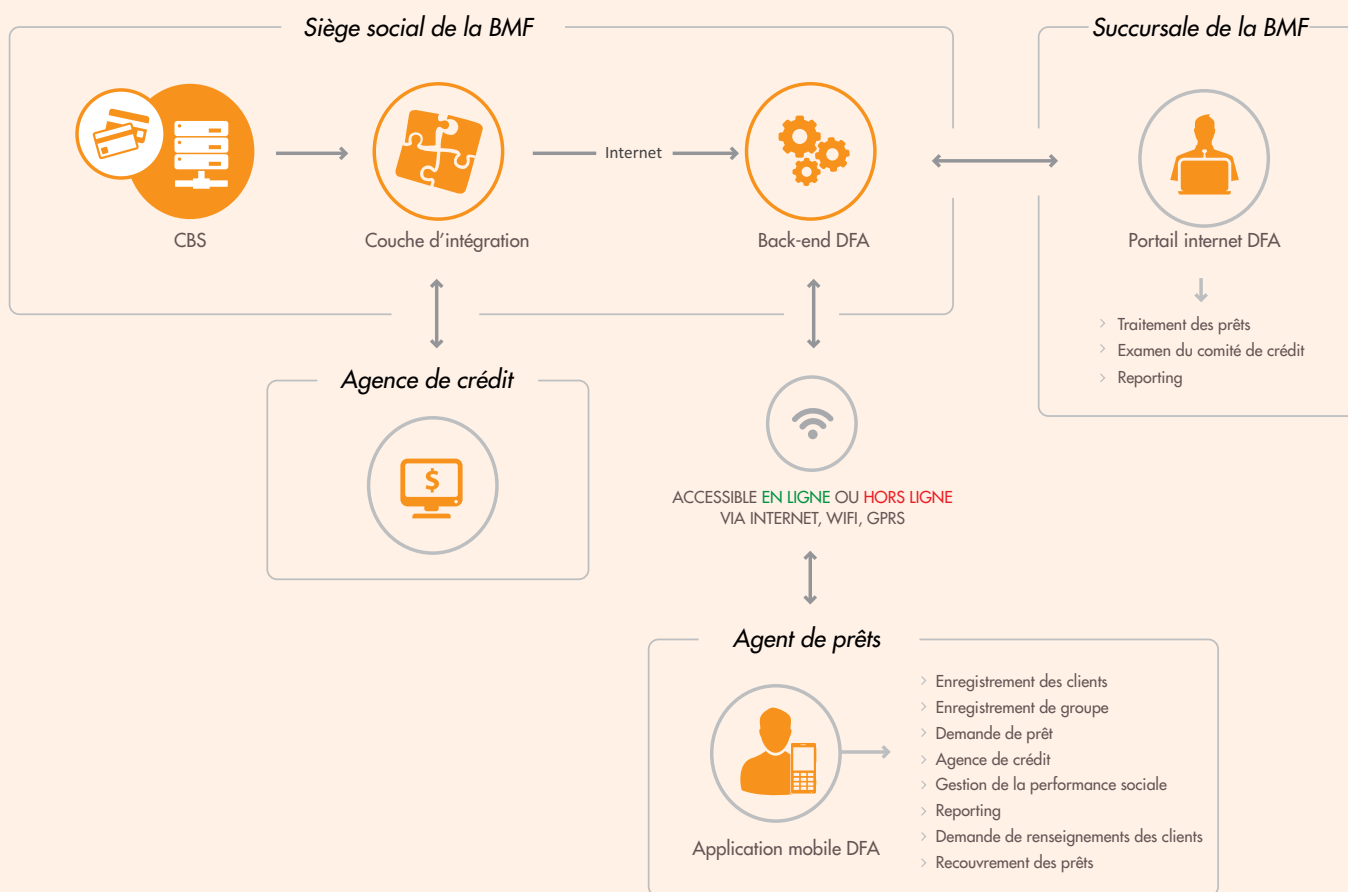 Siège social de la BMF
Succursale de la BMF
Internet
CBS
Couche d'intégration
Back-end DFA
Portail internet DFA
> Traitement des prêts
> Examen du comité de crédit
> Reporting
Agence de crédit
$
ACCESSIBLE EN LIGNE OU HORS LIGNE
VIA INTERNET, WIFI, GPRS
Agent de prêts
> Enregistrement des clients
> Enregistrement de groupe
> Demande de prêt
> Agence de crédit
> Gestion de la performance sociale
> Reporting
> Demande de renseignements des clients
> Recouvrement des prêts
Application mobile DFA